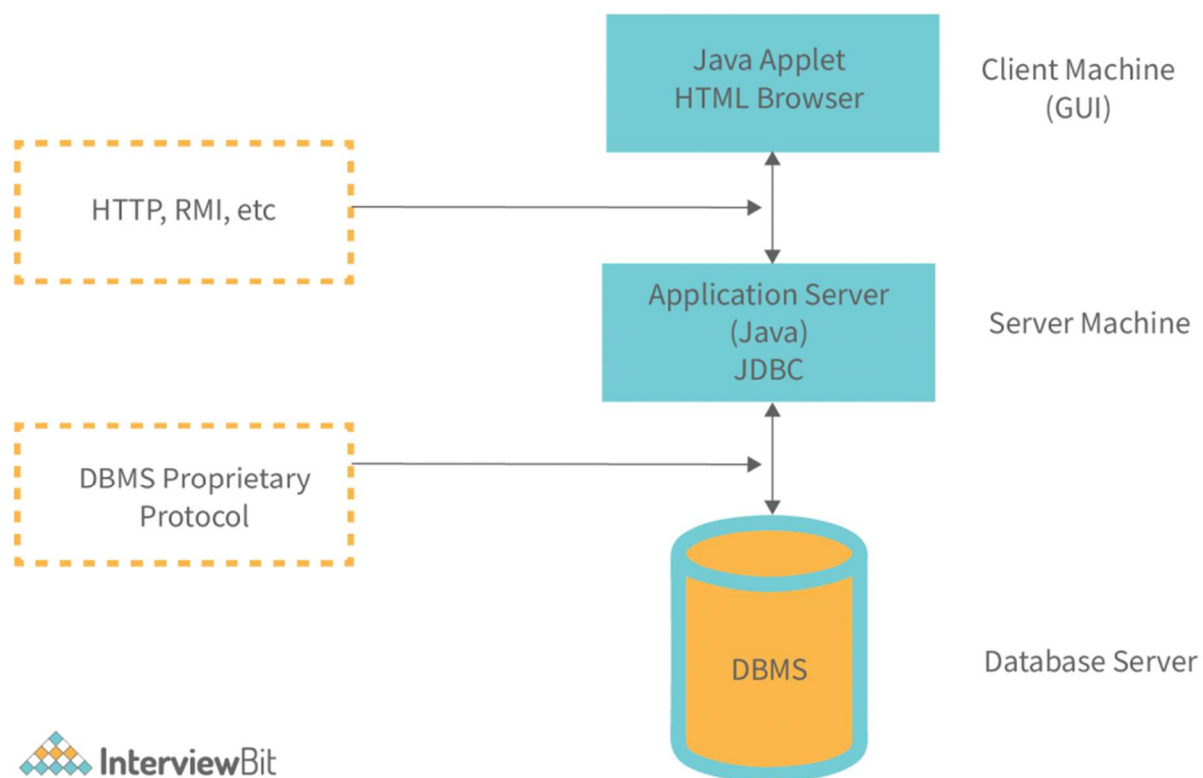 Java Applet
HTML Browser
Client Machine
(GUI)
HTTP, RMI, etc
Application Server
(Java)
JDBC
Server Machine
DBMS Proprietary
Protocol
DBMS
Database Server
InterviewBit